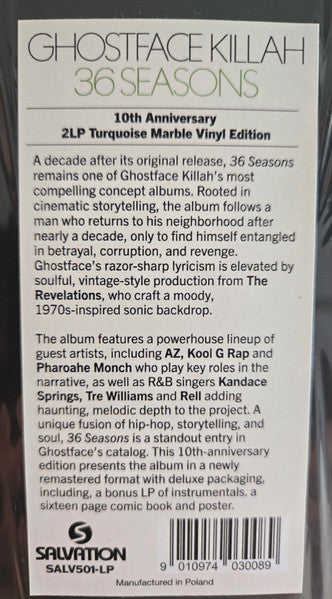 GHOSTFACE KILLAH
36 SEASONS
10th Anniversary
2LP Turquoise Marble Vinyl Edition
A decade after its original release, 36 Seasons
remains one of Ghostface Killah's most
compelling concept albums. Rooted in
cinematic storytelling, the album follows a
man who returns to his neighborhood after
nearly a decade, only to find himself entangled
in betrayal, corruption, and revenge.
Ghostface's razor-sharp lyricism is elevated by
soulful, vintage-style production from The
Revelations, who craft a moody,
1970s-inspired sonic backdrop.
The album features a powerhouse lineup of
guest artists, including AZ, Kool G Rap and
Pharoahe Monch who play key roles in the
narrative, as well as R&B singers Kandace
Springs, Tre Williams and Rell adding
haunting, melodic depth to the project. A
unique fusion of hip-hop, storytelling, and
soul, 36 Seasons is a standout entry in
Ghostface's catalog. This 10th-anniversary
edition presents the album in a newly
remastered format with deluxe packaging,
including, a bonus LP of instrumentals. a
sixteen page comic book and poster.
S
SALVATION
SALV501-LP
9 010974 030089
Manufactured in Poland